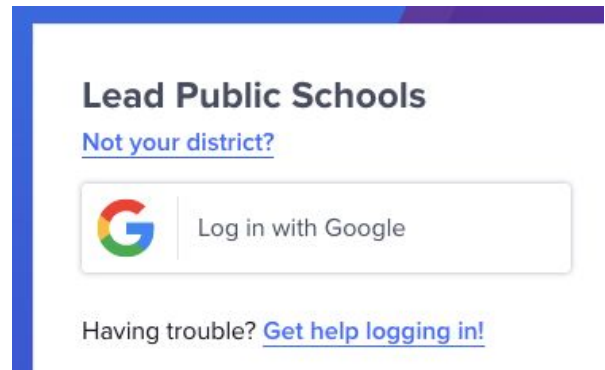 Lead Public Schools
Not your district?
Log in with Google
Having trouble? Get help logging in!